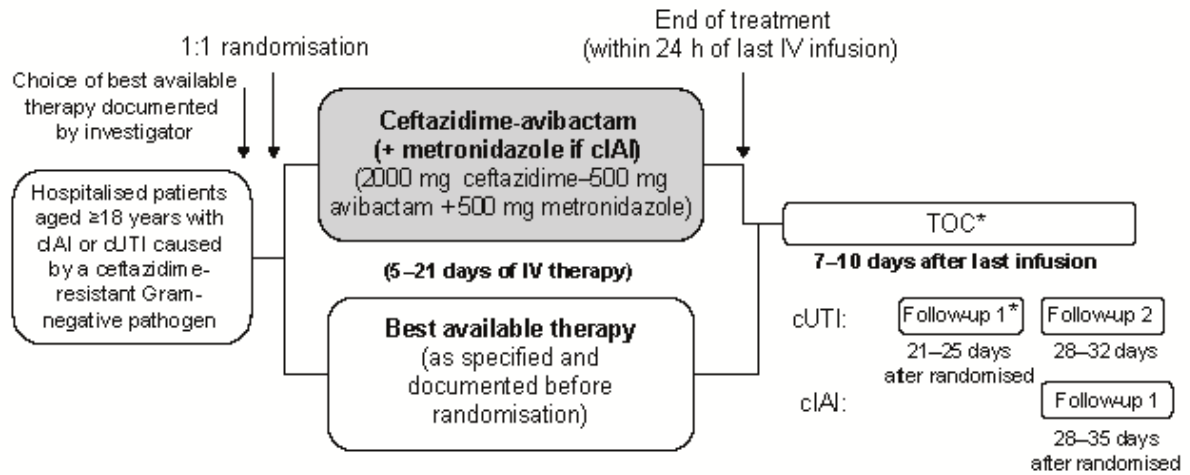 End of treatment
(within 24 h of last IV infusion)
1:1 randomisation
Choice of best available
therapy documented
by investigator
Ceftazidime-avibactam
(+ metronidazole if cIAI)
(2000 mg ceftazidime–500 mg
avibactam +500 mg metronidazole)
Hospitalised patients
aged ≥18 years with
cIAI or cUTI caused
by a ceftazidime-
resistant Gram-
negative pathogen
TOC*
7–10 days after last infusion
(5–21 days of IV therapy)
Best available therapy
(as specified and
documented before
randomisation)
cUTI: Follow-up 1* Follow-up 2
21–25 days 28–32 days
after randomised
cIAI: Follow-up 1
28–35 days
after randomised